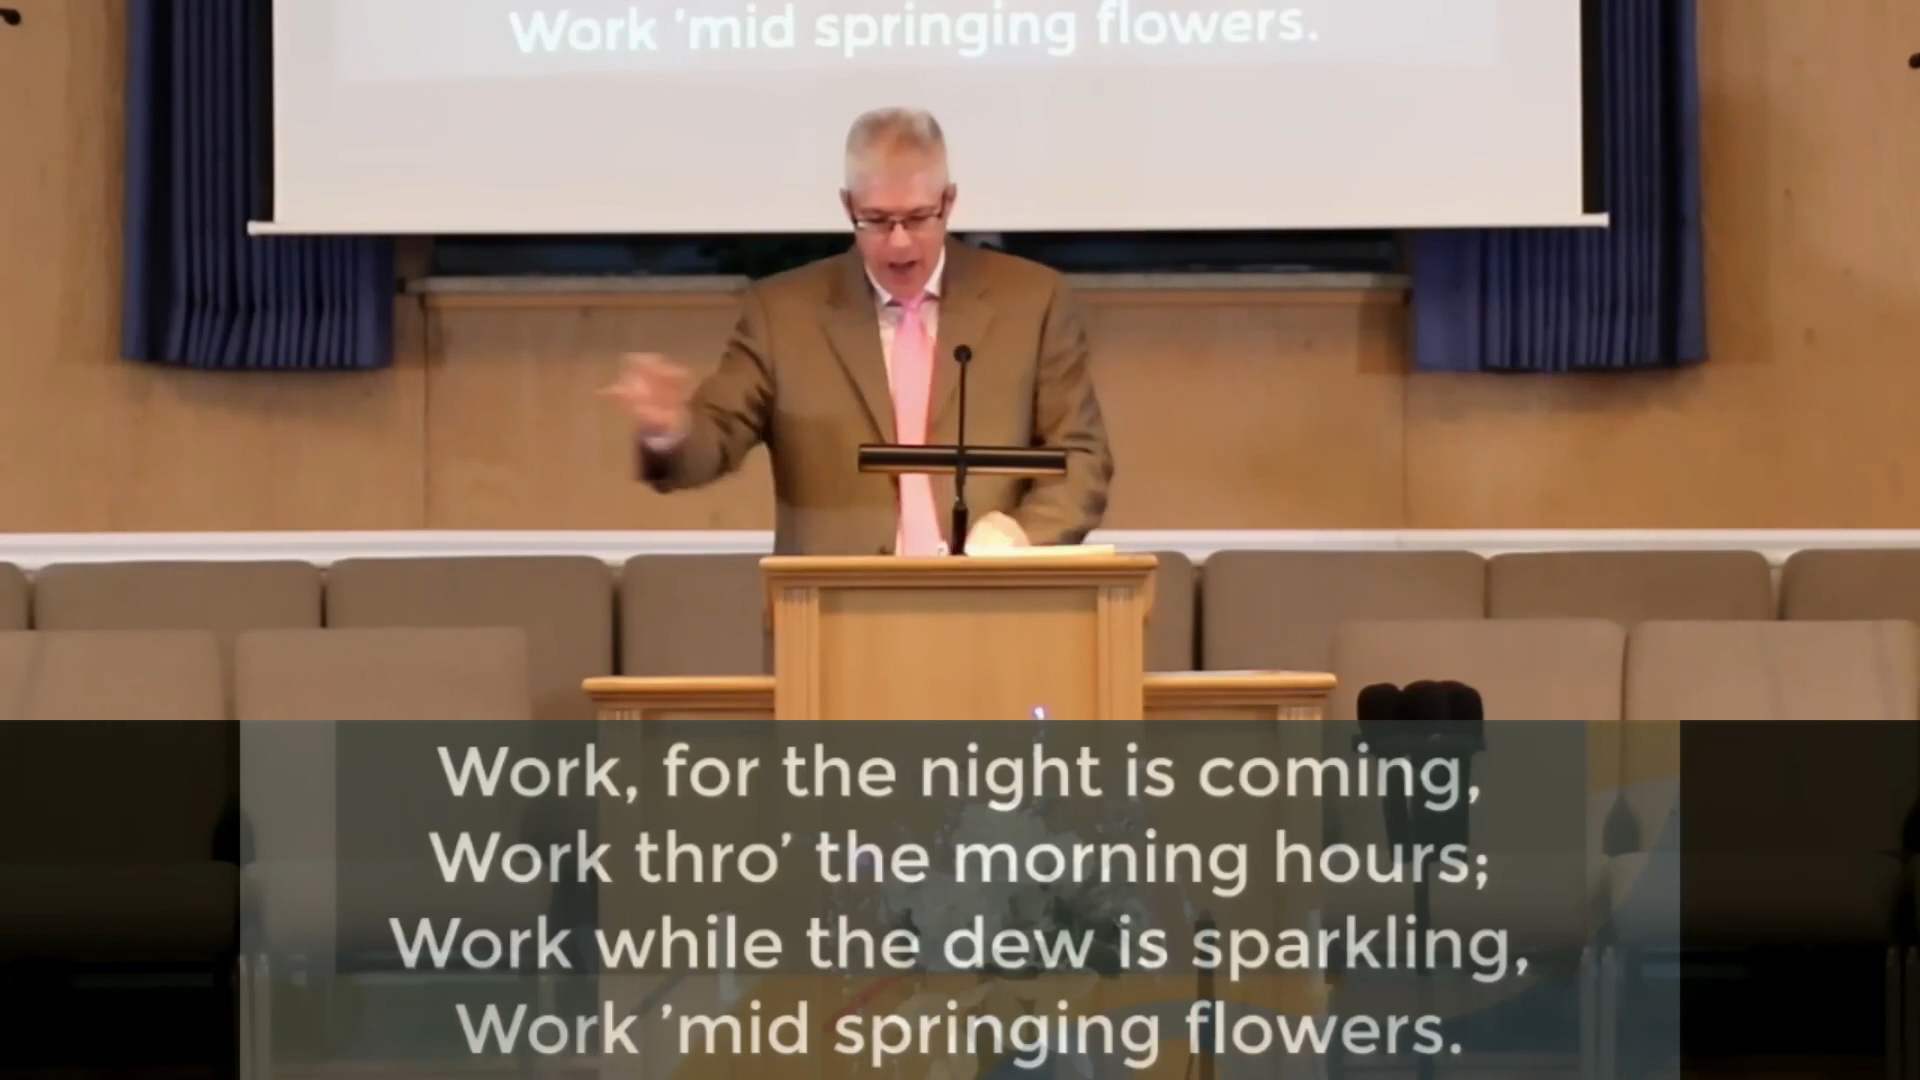 Work ’mid springing flowers.
Work, for the night is coming,
Work thro’ the morning hours;
Work while the dew is sparkling,
Work ’mid springing flowers.